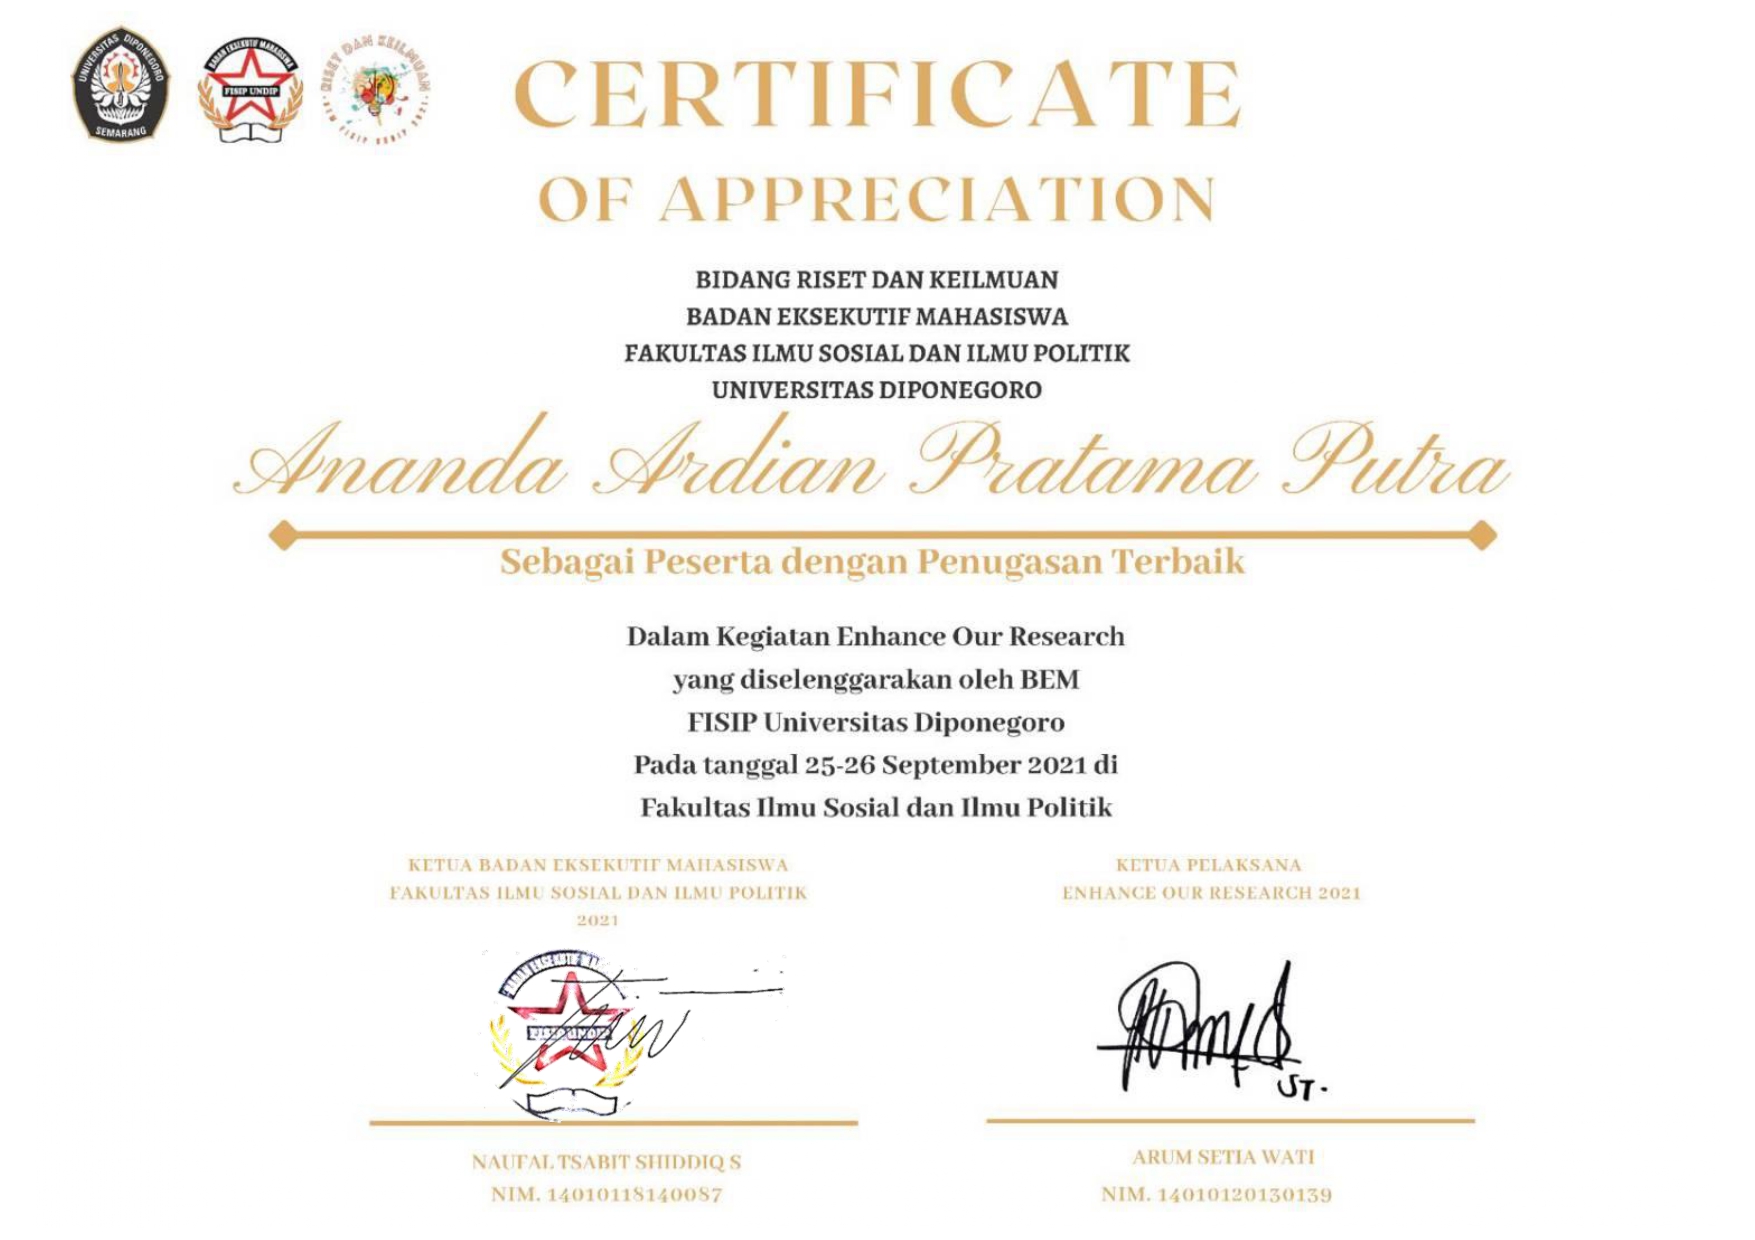 UNIVERSITAS DIPONEGORO
SEMARANG
BADAN EKSEKUTIF MAHASISWA
FISIP UNDIP
RISET DAN KEILMUAN
BEM FISIP UNDIP 2021
CERTIFICATE
OF APPRECIATION
BIDANG RISET DAN KEILMUAN
BADAN EKSEKUTIF MAHASISWA
FAKULTAS ILMU SOSIAL DAN ILMU POLITIK
UNIVERSITAS DIPONEGORO
Ananda Ardian Pratama Putra
Sebagai Peserta dengan Penugasan Terbaik
Dalam Kegiatan Enhance Our Research
yang diselenggarakan oleh BEM
FISIP Universitas Diponegoro
Pada tanggal 25-26 September 2021 di
Fakultas Ilmu Sosial dan Ilmu Politik
KETUA BADAN EKSEKUTIF MAHASISWA
FAKULTAS ILMU SOSIAL DAN ILMU POLITIK
2021
KETUA PELAKSANA
ENHANCE OUR RESEARCH 2021
FISIP UNDIP
ST.
NAUFAL TSABIT SHIDDIQ S
NIM. 14010118140087
ARUM SETIA WATI
NIM. 14010120130139